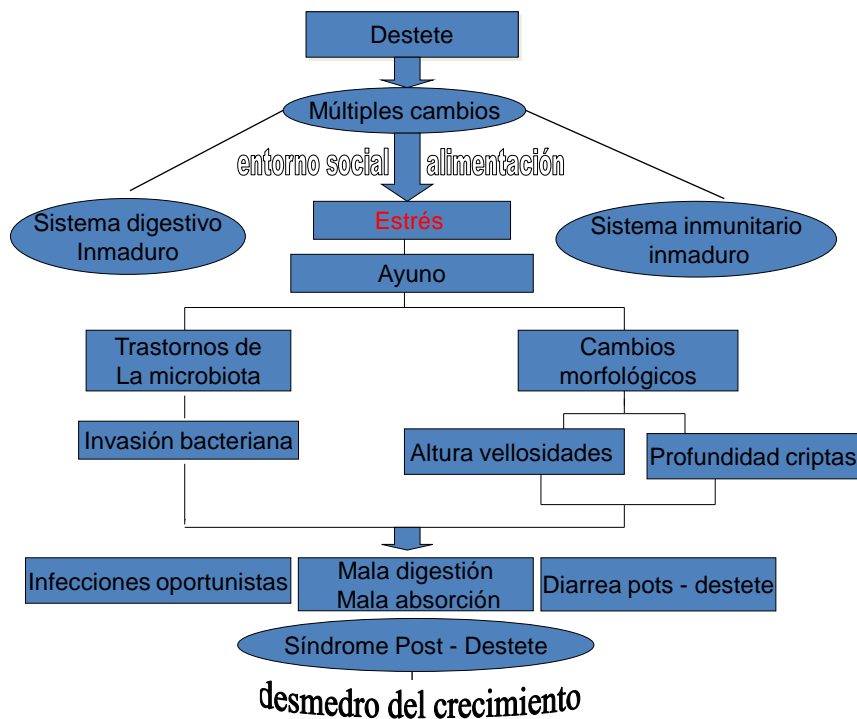 Destete
Múltiples cambios
entorno social
alimentación
Sistema digestivo
Inmaduro
Estrés
Sistema inmunitario
inmaduro
Ayuno
Trastornos de
La microbiota
Cambios
morfológicos
Invasión bacteriana
Altura vellosidades
Profundidad criptas
Infecciones oportunistas
Mala digestión
Mala absorción
Diarrea pots - destete
Síndrome Post - Destete
desmedro del crecimiento